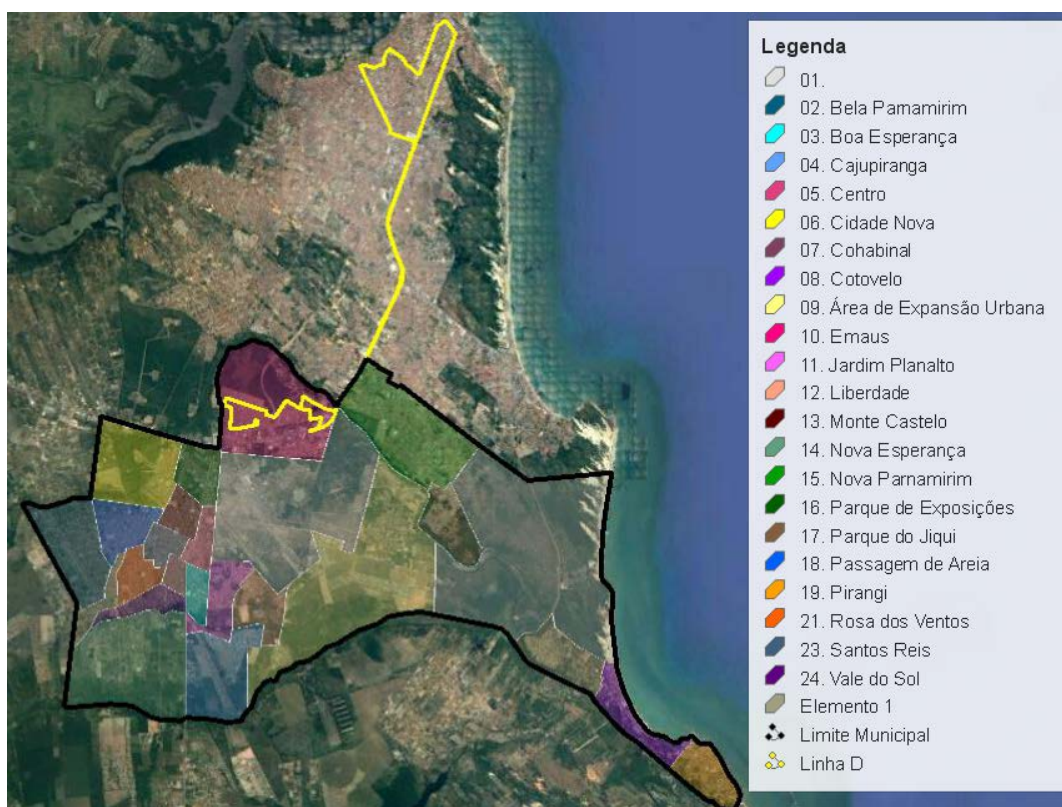 Legenda
01.
02. Bela Parnamirim
03. Boa Esperança
04. Cajupiranga
05. Centro
06. Cidade Nova
07. Cohabinal
08. Cotovelo
09. Área de Expansão Urbana
10. Emaus
11. Jardim Planalto
12. Liberdade
13. Monte Castelo
14. Nova Esperança
15. Nova Parnamirim
16. Parque de Exposições
17. Parque do Jiqui
18. Passagem de Areia
19. Pirangi
21. Rosa dos Ventos
23. Santos Reis
24. Vale do Sol
Elemento 1
Limite Municipal
Linha D